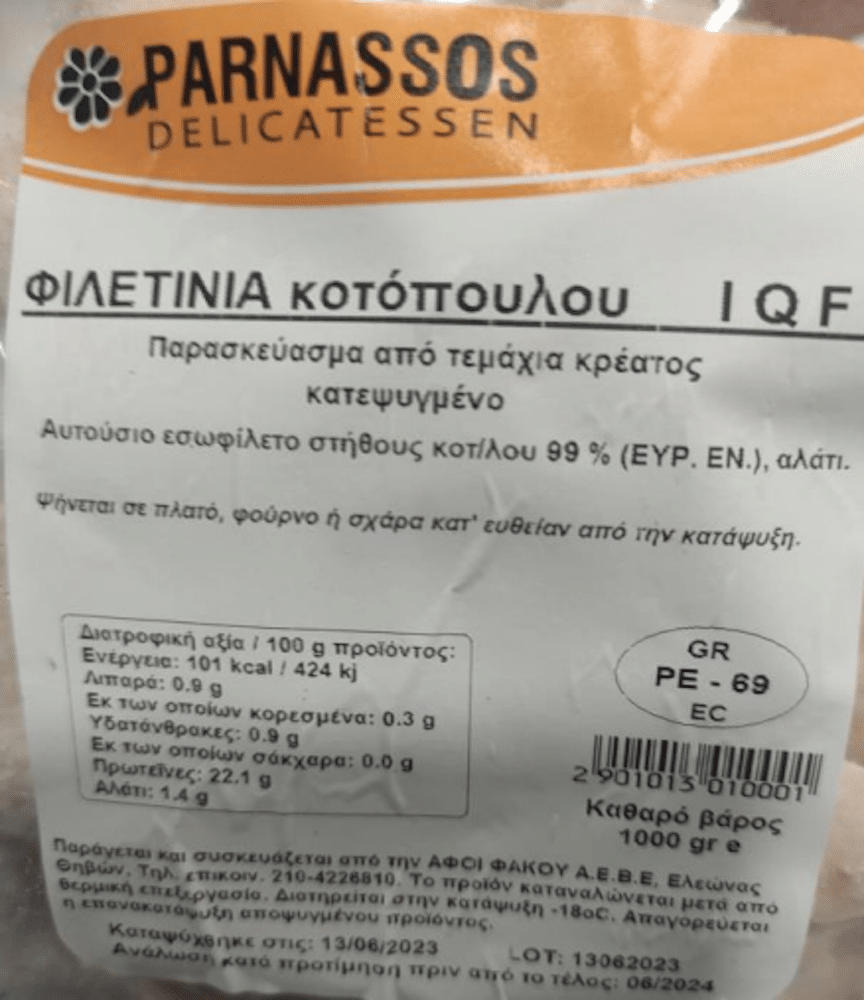 PARNASSOS
DELICATESSEN
ΦΙΛΕΤΙΝΙΑ κοτόπουλου IQF
Παρασκεύασμα από τεμάχια κρέατος
κατεψυγμένο
Αυτούσιο εσωφίλετο στήθους κοτ/λου 99 % (ΕΥΡ. ΕΝ.), αλάτι.
Ψήνεται σε πλατό, φούρνο ή σχάρα κατ' ευθείαν από την κατάψυξη.
Διατροφική αξία / 100 g προϊόντος:
Ενέργεια: 101 kcal / 424 kj
Λιπαρά: 0.9 g
Εκ των οποίων κορεσμένα: 0.3 g
Υδατάνθρακες: 0.9 g
Εκ των οποίων σάκχαρα: 0.0 g
Πρωτεΐνες: 22.1 g
Αλάτι: 1.4 g
GR
PE - 69
EC
2 901013 010001
Καθαρό βάρος
1000 gr e
Παράγεται και συσκευάζεται από την ΑΦΟΙ ΦΑΚΟΥ Α.Ε.Β.Ε, Ελεώνας
Θηβών, Τηλ. επικοιν. 210-4226810. Το προϊόν καταναλώνεται μετά από
θερμική επεξεργασία. Διατηρείται στην κατάψυξη -18οC. Απαγορεύεται
η επανακατάψυξη αποψυγμένου προϊόντος.
Καταψύχθηκε στις: 13/06/2023 LOT: 13062023
Ανάλωση κατά προτίμηση πριν από το τέλος: 06/2024